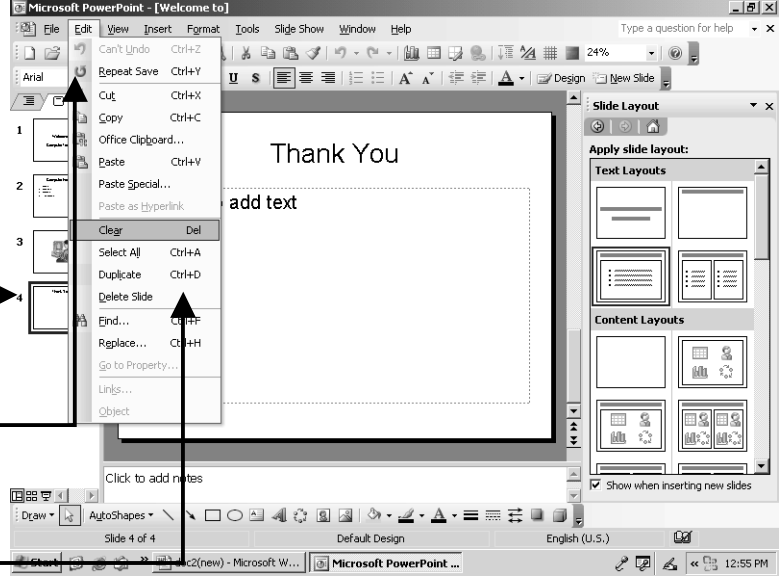 Microsoft PowerPoint - [Welcome to]
File Edit View Insert Format Tools Slide Show Window Help Type a question for help
24%
Arial U S A A A Design New Slide
Can't Undo Ctrl+Z
Repeat Save Ctrl+Y
Cut Ctrl+X
Copy Ctrl+C
Office Clipboard...
Paste Ctrl+V
Paste Special...
Paste as Hyperlink
Clear Del
Select All Ctrl+A
Duplicate Ctrl+D
Delete Slide
Find... Ctrl+F
Replace... Ctrl+H
Go to Property...
Links...
Object
1
2
3
4
Thank You
add text
Click to add notes
Slide Layout
Apply slide layout:
Text Layouts
Content Layouts
Show when inserting new slides
Draw AutoShapes
Slide 4 of 4 Default Design English (U.S.)
Start doc2(new) - Microsoft W... Microsoft PowerPoint ... 12:55 PM